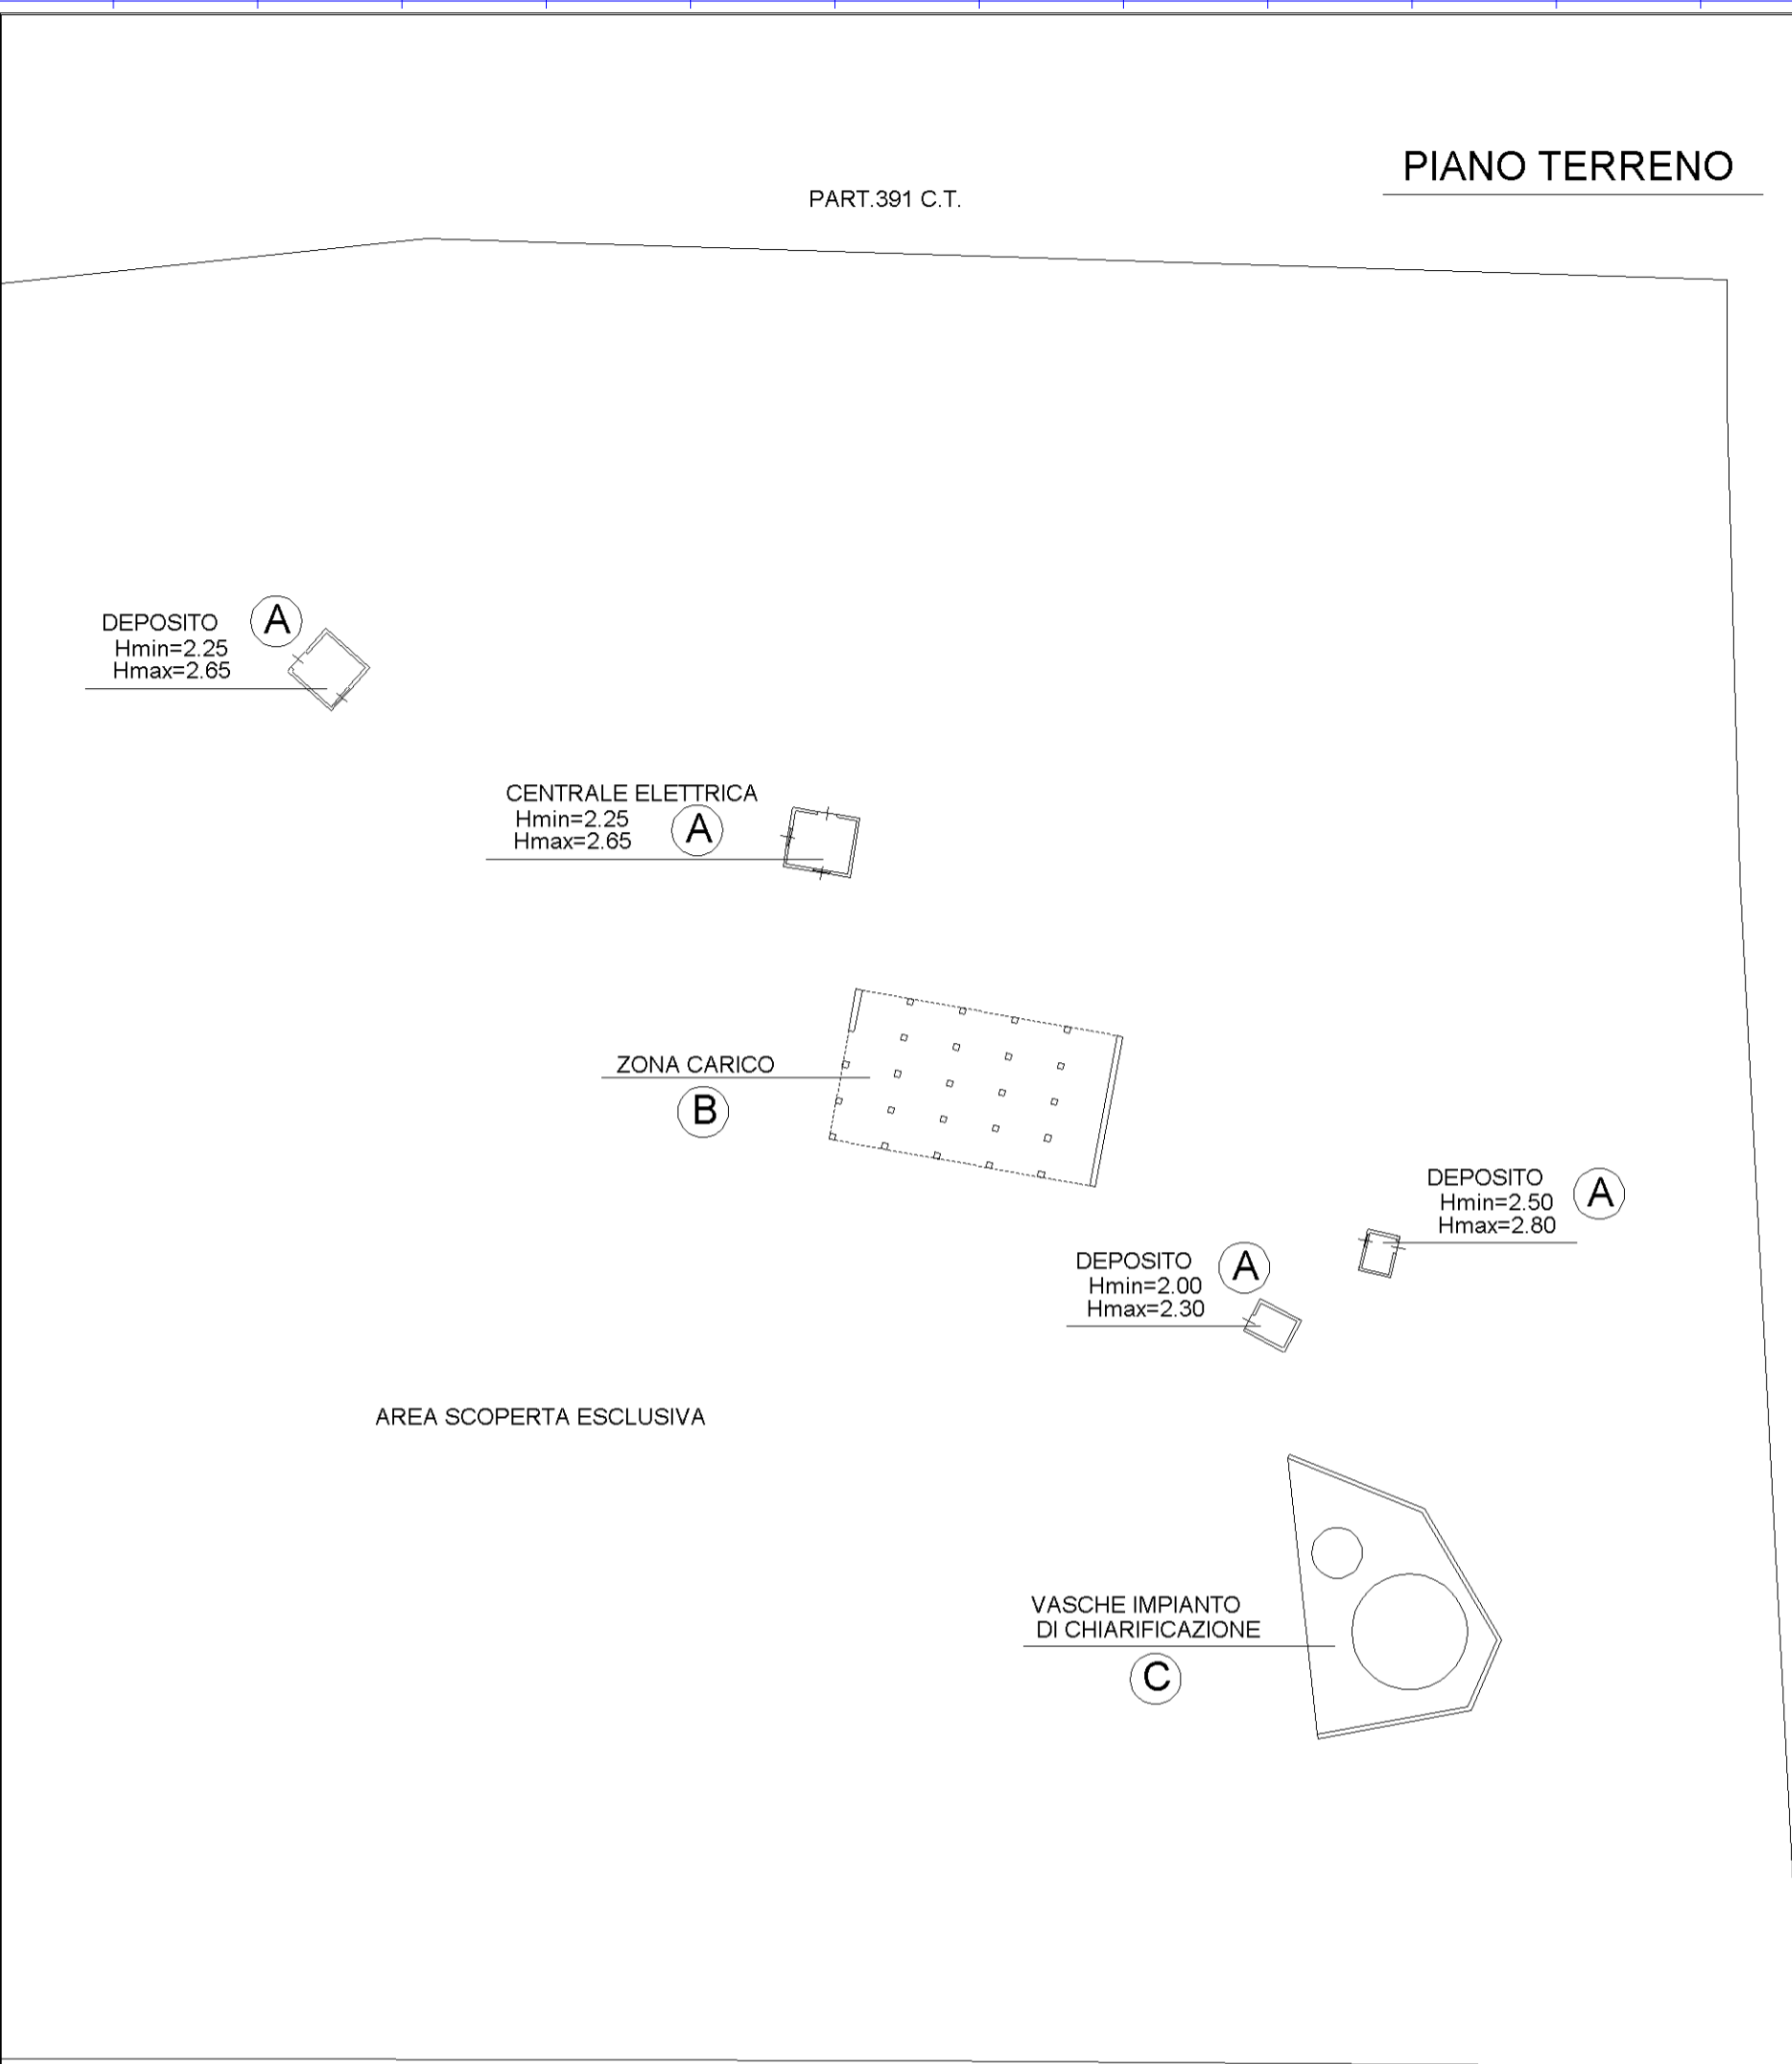 PIANO TERRENO
PART.391 C.T.
DEPOSITO
A
Hmin=2.25
Hmax=2.65
CENTRALE ELETTRICA
Hmin=2.25
A
Hmax=2.65
ZONA CARICO
B
DEPOSITO
A
Hmin=2.50
Hmax=2.80
DEPOSITO
A
Hmin=2.00
Hmax=2.30
AREA SCOPERTA ESCLUSIVA
VASCHE IMPIANTO
DI CHIARIFICAZIONE
C